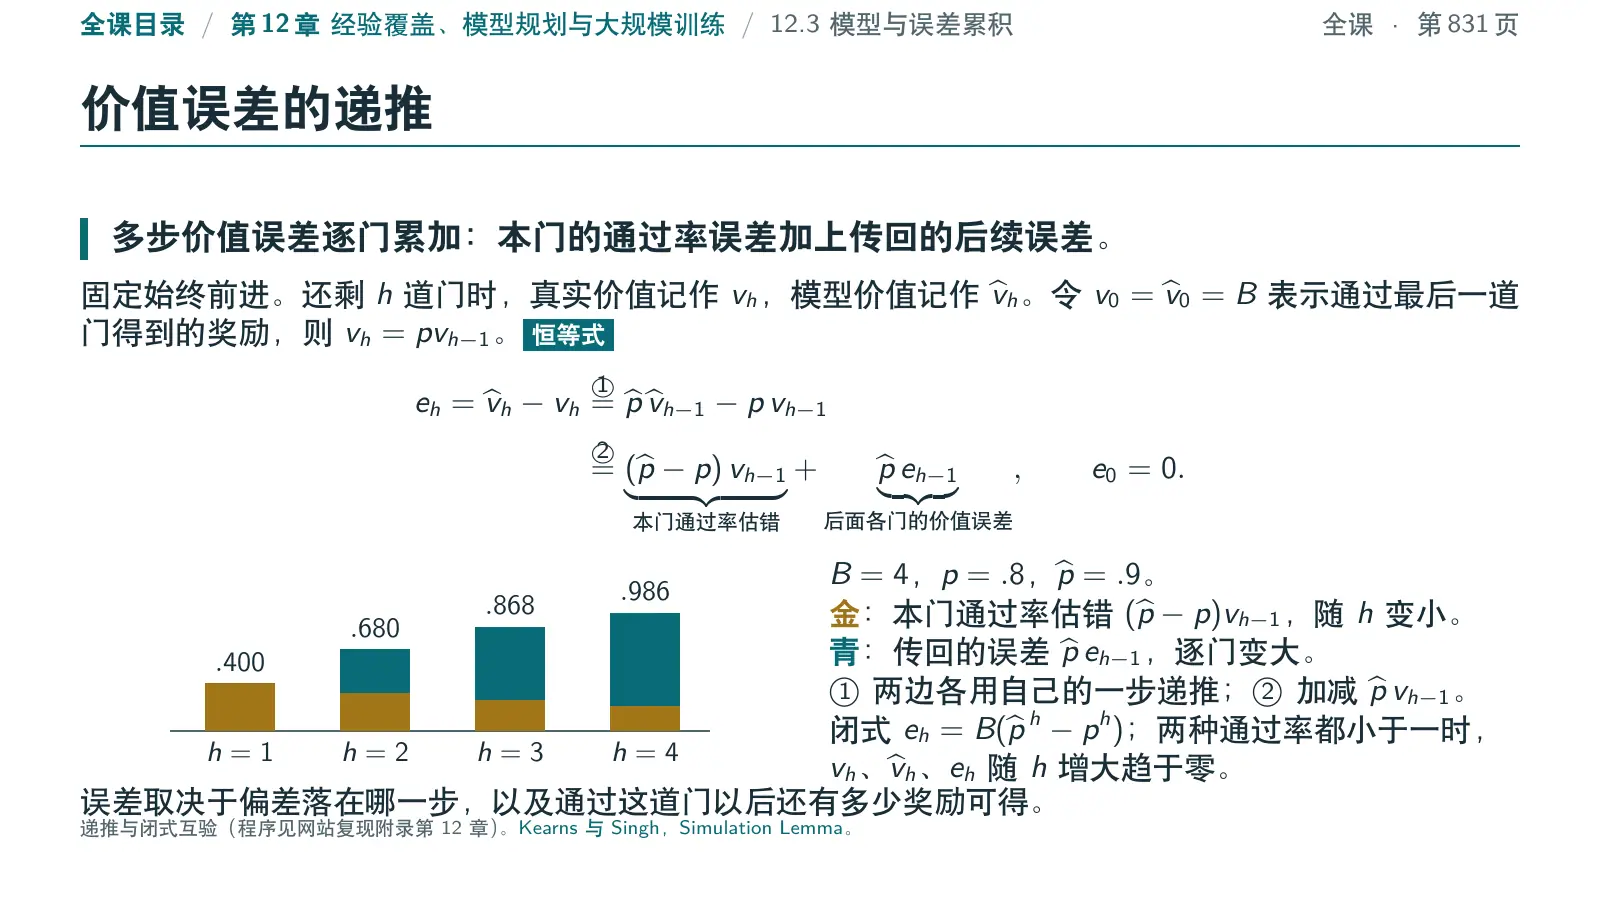 全课目录 / 第 12 章 经验覆盖、模型规划与大规模训练 / 12.3 模型与误差累积
全课 · 第 831 页
价值误差的递推
多步价值误差逐门累加：本门的通过率误差加上传回的后续误差。
固定始终前进。还剩 h 道门时，真实价值记作 v_h，模型价值记作 v̂_h。令 v_0 = v̂_0 = B 表示通过最后一道
门得到的奖励，则 v_h = pv_{h−1}。 恒等式
e_h = v̂_h − v_h ①= p̂ v̂_{h−1} − p v_{h−1}
②= (p̂ − p) v_{h−1} + p̂ e_{h−1} , e_0 = 0.
本门通过率估错 后面各门的价值误差
.400 .680 .868 .986
h = 1 h = 2 h = 3 h = 4
B = 4，p = .8，p̂ = .9。
金：本门通过率估错 (p̂ − p)v_{h−1}，随 h 变小。
青：传回的误差 p̂ e_{h−1}，逐门变大。
① 两边各用自己的一步递推；② 加减 p̂ v_{h−1}。
闭式 e_h = B(p̂^h − p^h)；两种通过率都小于一时，
v_h、v̂_h、e_h 随 h 增大趋于零。
误差取决于偏差落在哪一步，以及通过这道门以后还有多少奖励可得。
递推与闭式互验（程序见网站复现附录第 12 章）。Kearns 与 Singh，Simulation Lemma。